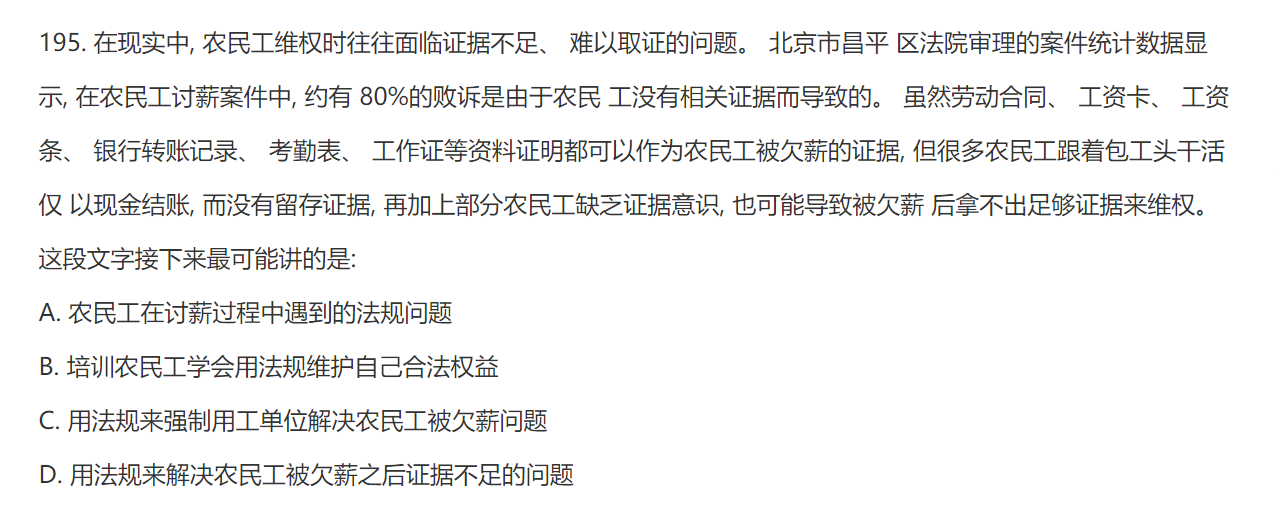 195. 在现实中, 农民工维权时往往面临证据不足、 难以取证的问题。 北京市昌平 区法院审理的案件统计数据显
示, 在农民工讨薪案件中, 约有 80%的败诉是由于农民 工没有相关证据而导致的。 虽然劳动合同、 工资卡、 工资
条、 银行转账记录、 考勤表、 工作证等资料证明都可以作为农民工被欠薪的证据, 但很多农民工跟着包工头干活
仅 以现金结账, 而没有留存证据, 再加上部分农民工缺乏证据意识, 也可能导致被欠薪 后拿不出足够证据来维权。
这段文字接下来最可能讲的是:
A. 农民工在讨薪过程中遇到的法规问题
B. 培训农民工学会用法规维护自己合法权益
C. 用法规来强制用工单位解决农民工被欠薪问题
D. 用法规来解决农民工被欠薪之后证据不足的问题